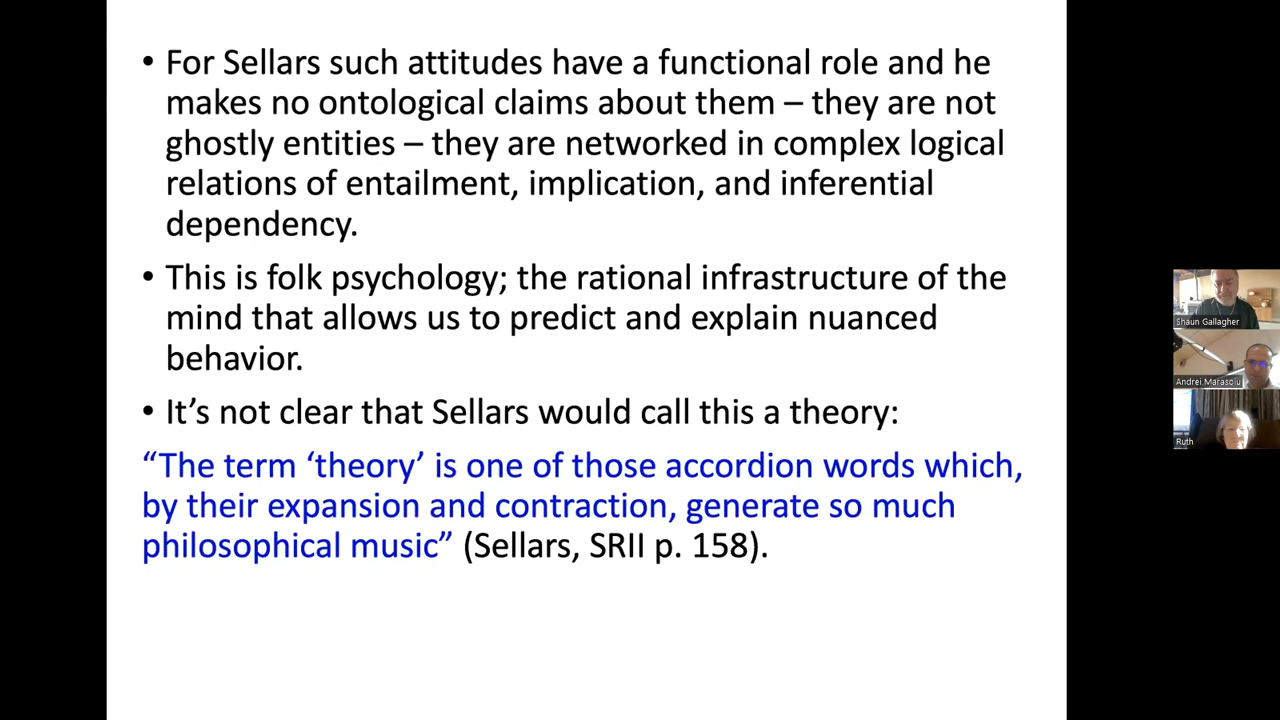 • For Sellars such attitudes have a functional role and he
makes no ontological claims about them – they are not
ghostly entities – they are networked in complex logical
relations of entailment, implication, and inferential
dependency.
• This is folk psychology; the rational infrastructure of the
mind that allows us to predict and explain nuanced
behavior.
• It’s not clear that Sellars would call this a theory:
“The term ‘theory’ is one of those accordion words which,
by their expansion and contraction, generate so much
philosophical music” (Sellars, SRII p. 158).
Shaun Gallagher
Andrei Marasoiu
Ruth